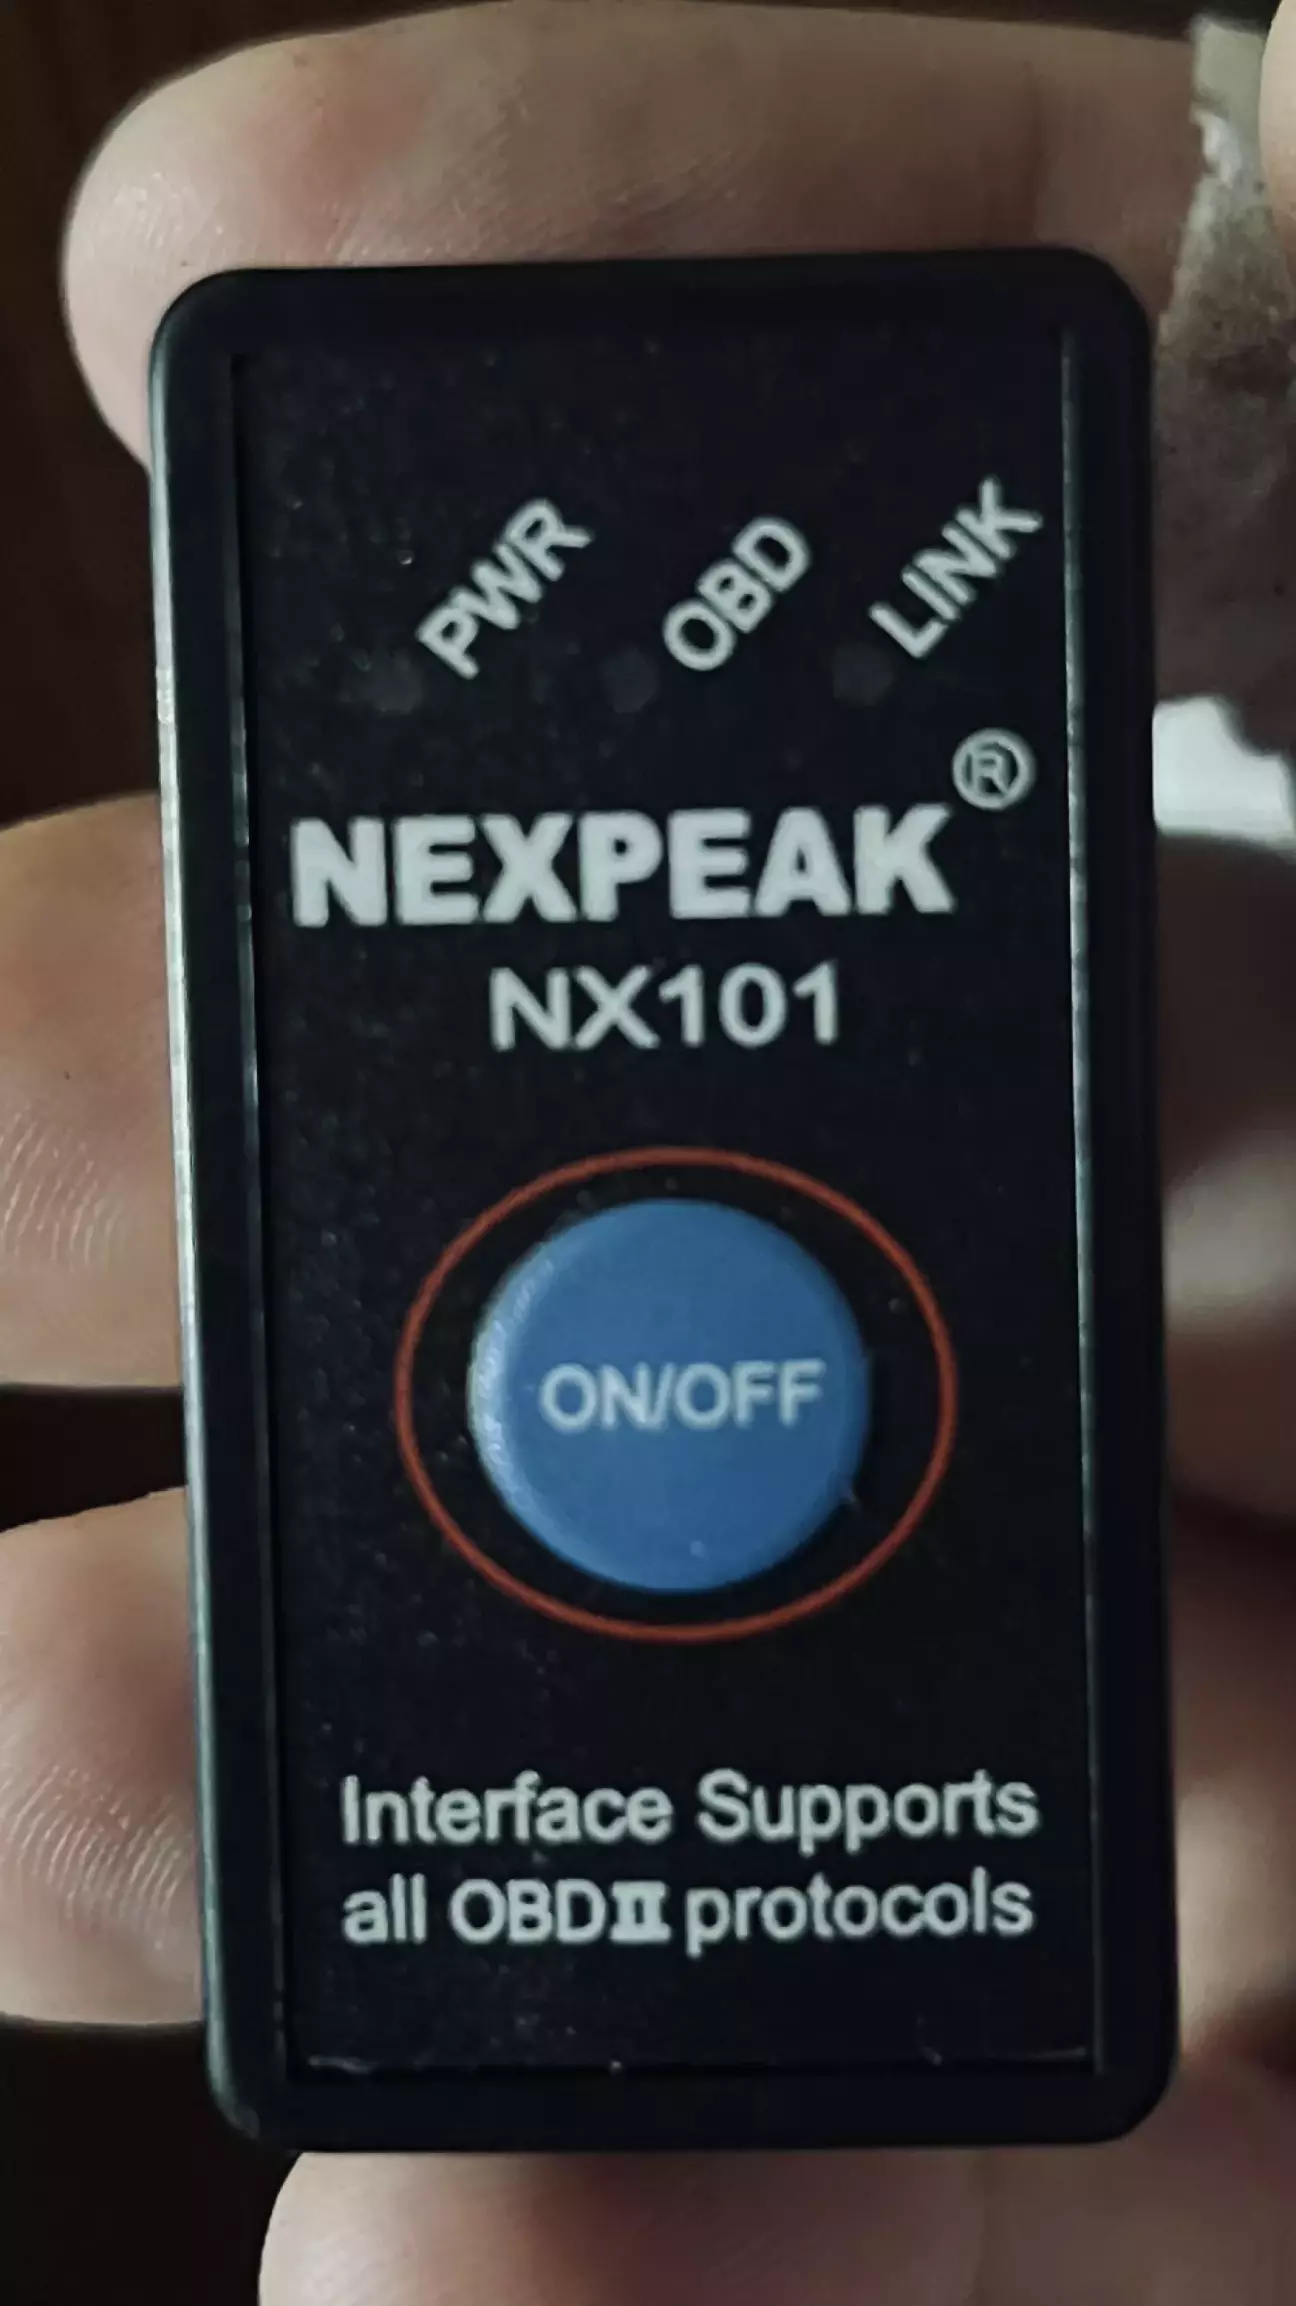 PWR OBD LINK
NEXPEAK®
NX101
ON/OFF
Interface Supports
all OBDII protocols